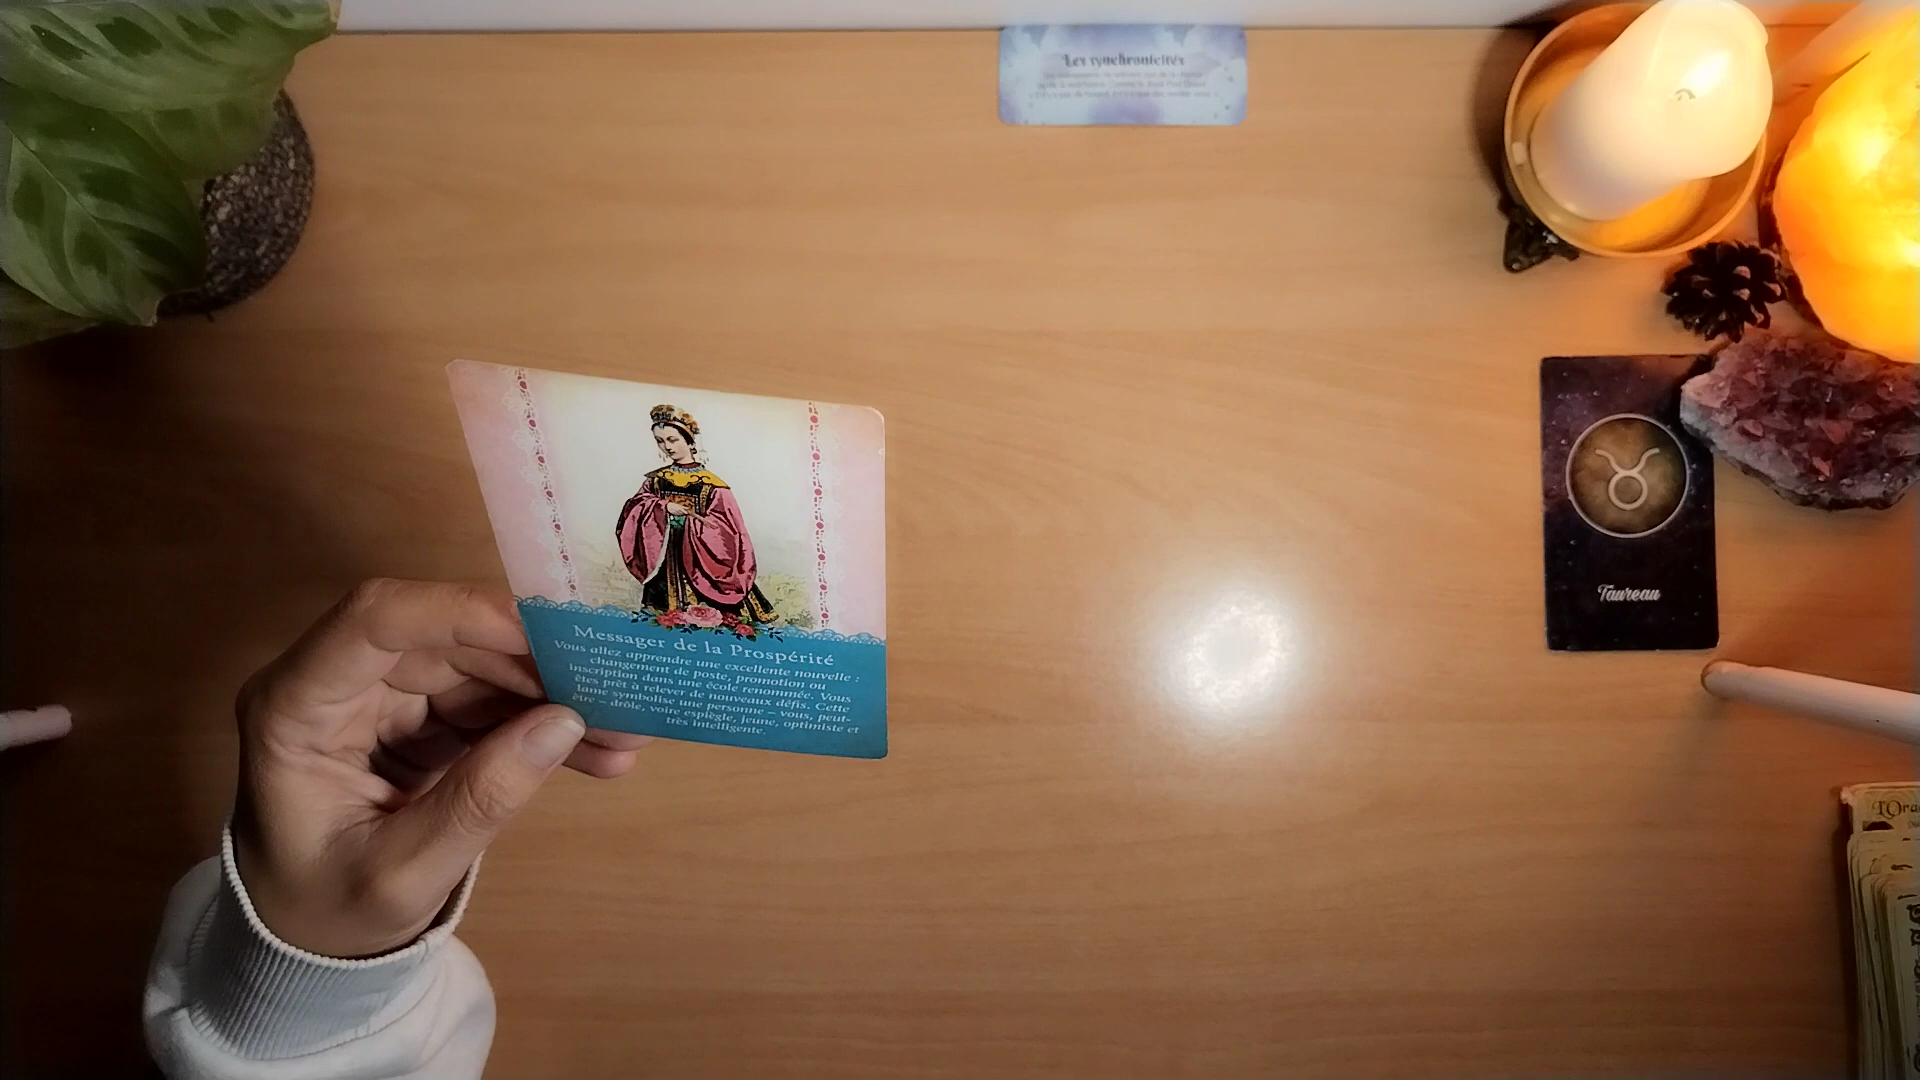 Les synchronicités
Messager de la Prospérité
Vous allez apprendre une excellente nouvelle :
changement de poste, promotion ou
inscription dans une école renommée. Vous
êtes prêt à relever de nouveaux défis. Cette
lame symbolise une personne – vous, peut-
être – drôle, voire espiègle, jeune, optimiste et
très intelligente.
Taureau